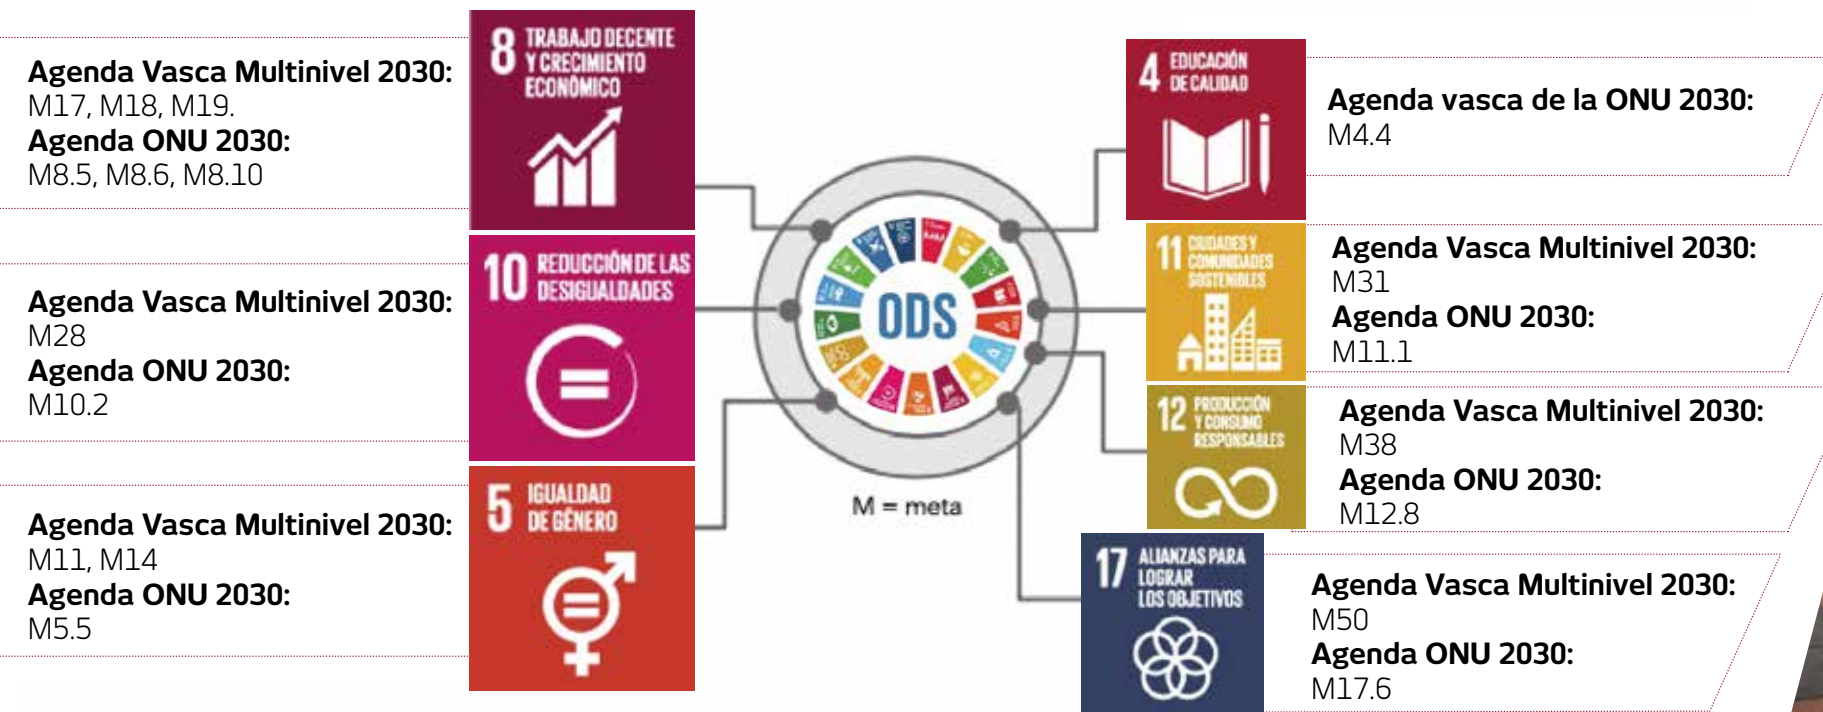 8 TRABAJO DECENTE
Y CRECIMIENTO
ECONÓMICO
Agenda Vasca Multinivel 2030:
M17, M18, M19.
Agenda ONU 2030:
M8.5, M8.6, M8.10
10 REDUCCIÓN DE LAS
DESIGUALDADES
Agenda Vasca Multinivel 2030:
M28
Agenda ONU 2030:
M10.2
5 IGUALDAD
DE GÉNERO
Agenda Vasca Multinivel 2030:
M11, M14
Agenda ONU 2030:
M5.5
ODS
M = meta
4 EDUCACIÓN
DE CALIDAD
Agenda vasca de la ONU 2030:
M4.4
11 CIUDADES Y
COMUNIDADES
SOSTENIBLES
Agenda Vasca Multinivel 2030:
M31
Agenda ONU 2030:
M11.1
12 PRODUCCIÓN
Y CONSUMO
RESPONSABLES
Agenda Vasca Multinivel 2030:
M38
Agenda ONU 2030:
M12.8
17 ALIANZAS PARA
LOGRAR
LOS OBJETIVOS
Agenda Vasca Multinivel 2030:
M50
Agenda ONU 2030:
M17.6